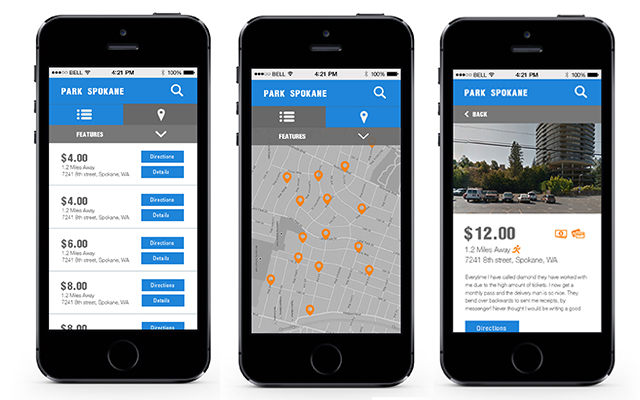 BELL 4:21 PM 100%
PARK SPOKANE
FEATURES
$4.00
1.2 Miles Away
7241 8th street, Spokane, WA
Directions
Details
$4.00
1.2 Miles Away
7241 8th street, Spokane, WA
Directions
Details
$6.00
1.2 Miles Away
7241 8th street, Spokane, WA
Directions
Details
$8.00
1.2 Miles Away
7241 8th street, Spokane, WA
Directions
Details
$8.00
BELL 4:21 PM 100%
PARK SPOKANE
FEATURES
BELL 4:21 PM 100%
PARK SPOKANE
BACK
$12.00
1.2 Miles Away
7241 8th street, Spokane, WA
Everytime I have called diamond they have worked with
me due to the high amount of tickets. I now get a
monthly pass and the delivery man is so nice. They
bend over backwards to sent me receipts, by
messenger! Never thought I would be writing a good
Directions